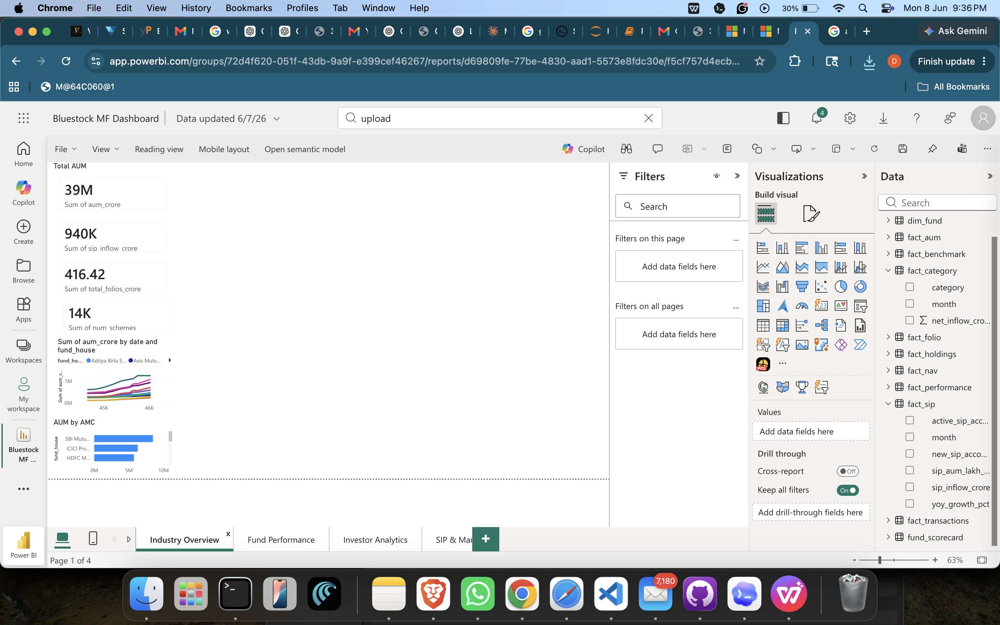 Chrome File Edit View History Bookmarks Profiles Tab Window Help 30% Mon 8 Jun 9:36 PM
Ask Gemini
app.powerbi.com/groups/72d4f620-051f-43db-9a9f-e399cef46267/reports/d69809fe-77be-4830-aad1-5573e8fdc30e/f5cf757d4ecb...
D
Finish update
M@64C060@1
All Bookmarks
Bluestock MF Dashboard
Data updated 6/7/26
upload
4
File View Reading view Mobile layout Open semantic model Copilot
Home
Copilot
Create
Browse
Apps
Workspaces
My
workspace
Bluestock
MF ...
Power BI
Total AUM
39M
Sum of aum_crore
940K
Sum of sip_inflow_crore
416.42
Sum of total_folios_crore
14K
Sum of num_schemes
Sum of aum_crore by date and
fund_house
fund_ho... Aditya Birla S... Axis Mutu...
Sum of aum_c...
1M
0M
45K 46K
AUM by AMC
fund_house
SBI Mutu...
ICICI Pru...
HDFC M...
0M 5M 10M
Filters
Search
Filters on this page ...
Add data fields here
Filters on all pages ...
Add data fields here
Visualizations
Build visual
123
PRO
...
Values
Add data fields here
Drill through
Cross-report Off
Keep all filters On
Add drill-through fields here
Data
Search
dim_fund
fact_aum
fact_benchmark
fact_category
category
month
net_inflow_cro...
fact_folio
fact_holdings
fact_nav
fact_performance
fact_sip
active_sip_acc...
month
new_sip_acco...
sip_aum_lakh_...
sip_inflow_crore
yoy_growth_pct
fact_transactions
fund_scorecard
Industry Overview x
Fund Performance
Investor Analytics
SIP & Mar
+
Page 1 of 4
- + 63%
7,180